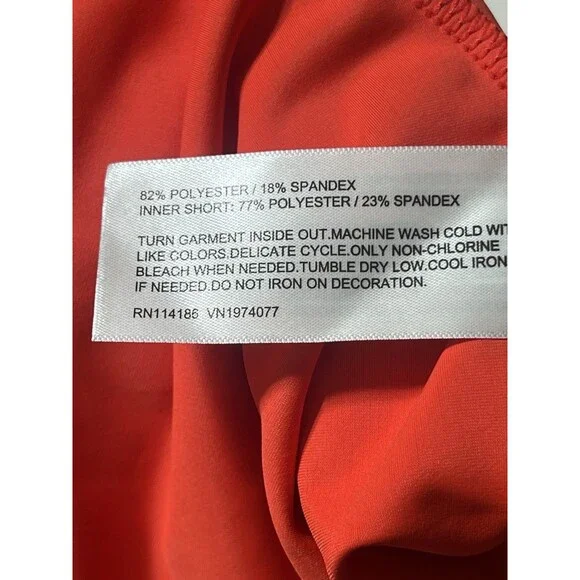 82% POLYESTER / 18% SPANDEX
INNER SHORT: 77% POLYESTER / 23% SPANDEX
TURN GARMENT INSIDE OUT.MACHINE WASH COLD WIT
LIKE COLORS.DELICATE CYCLE.ONLY NON-CHLORINE
BLEACH WHEN NEEDED.TUMBLE DRY LOW.COOL IRON
IF NEEDED.DO NOT IRON ON DECORATION.
RN114186 VN1974077